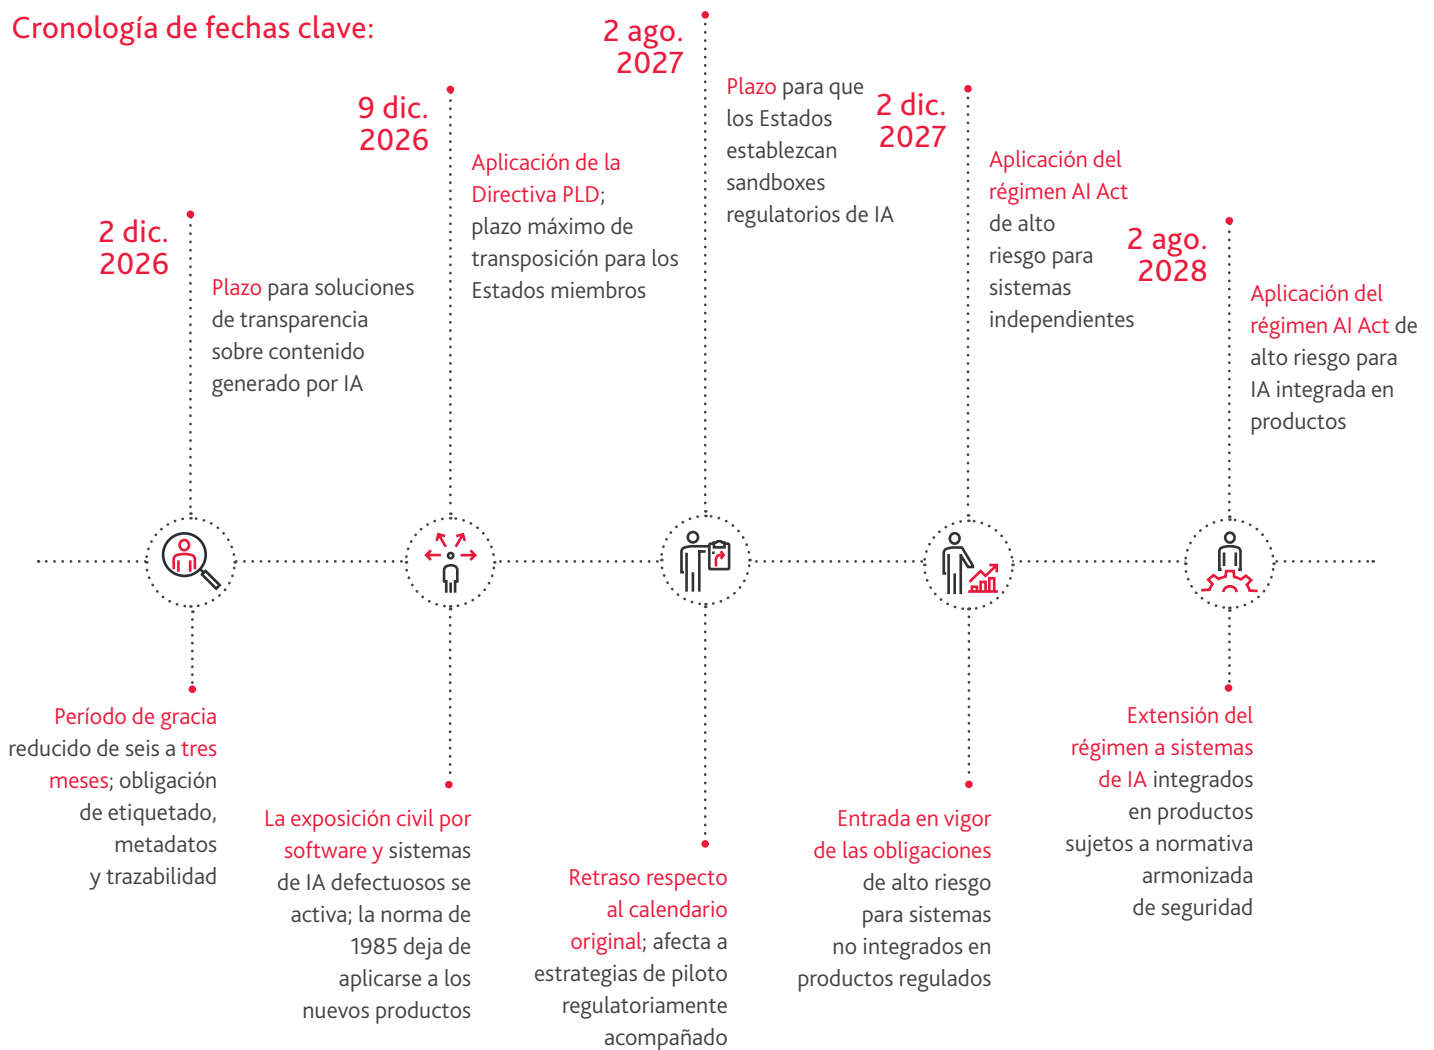 Cronología de fechas clave:
2 dic.
2026
Plazo para soluciones
de transparencia
sobre contenido
generado por IA
Período de gracia
reducido de seis a tres
meses; obligación
de etiquetado,
metadatos
y trazabilidad
9 dic.
2026
Aplicación de la
Directiva PLD;
plazo máximo de
transposición para los
Estados miembros
La exposición civil por
software y sistemas
de IA defectuosos se
activa; la norma de
1985 deja de
aplicarse a los
nuevos productos
2 ago.
2027
Plazo para que
los Estados
establezcan
sandboxes
regulatorios de IA
Retraso respecto
al calendario
original; afecta a
estrategias de piloto
regulatoriamente
acompañado
2 dic.
2027
Aplicación del
régimen AI Act
de alto
riesgo para
sistemas
independientes
Entrada en vigor
de las obligaciones
de alto riesgo
para sistemas
no integrados en
productos regulados
2 ago.
2028
Aplicación del
régimen AI Act de
alto riesgo para
IA integrada en
productos
Extensión del
régimen a sistemas
de IA integrados
en productos
sujetos a normativa
armonizada
de seguridad